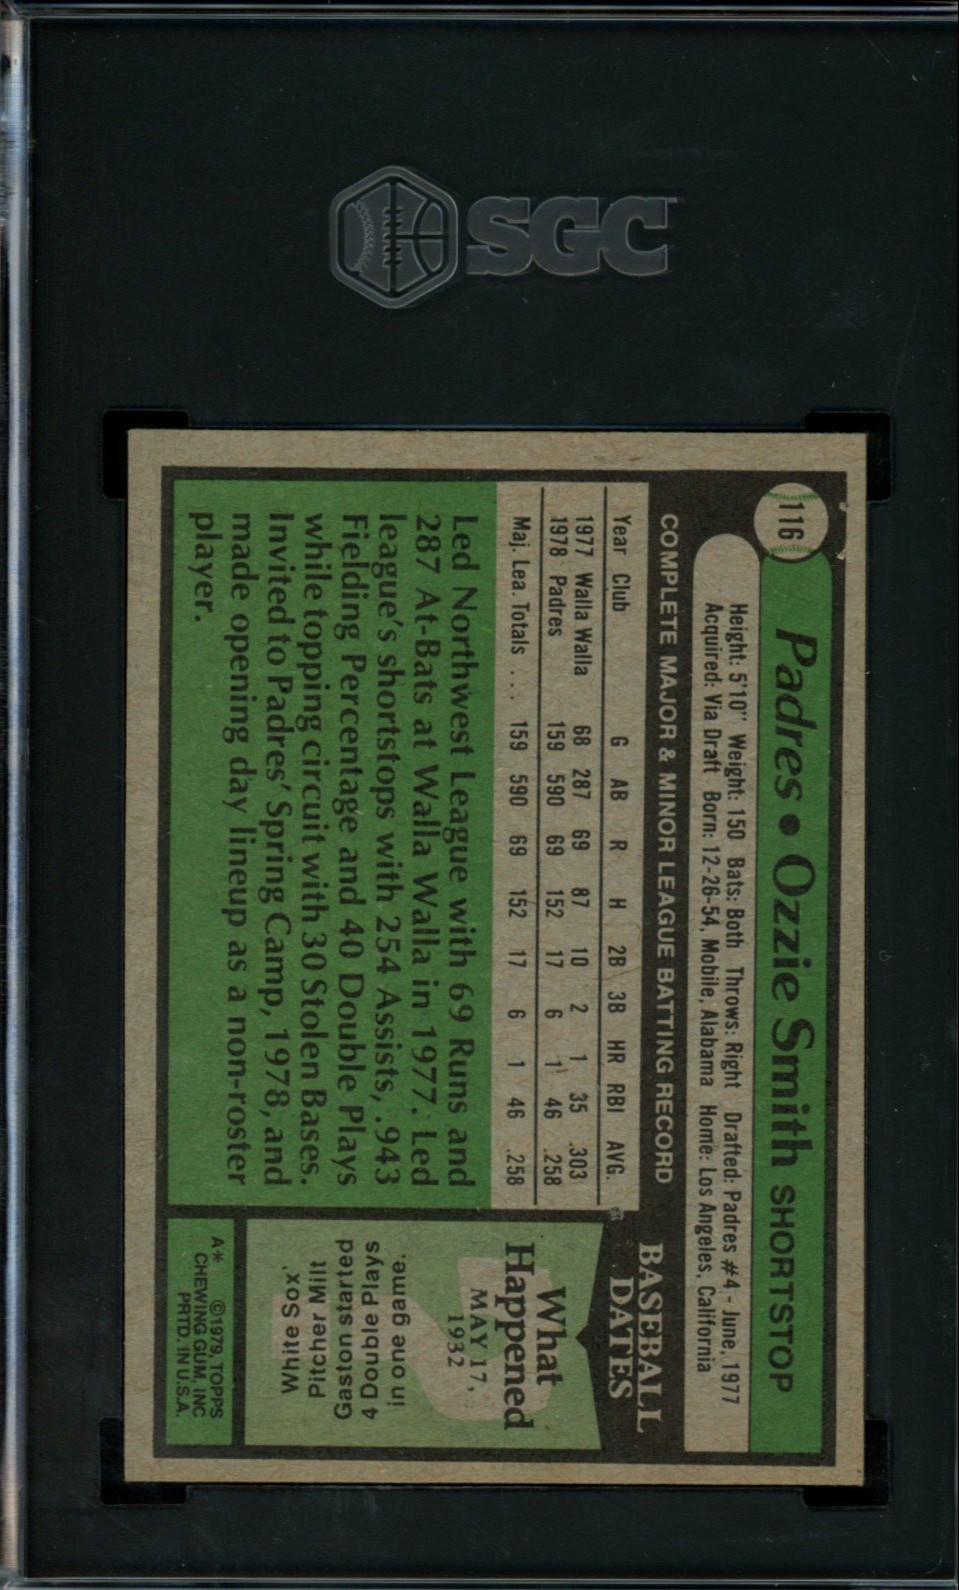 SGC
116
Padres • Ozzie Smith SHORTSTOP
Height: 5'10" Weight: 150 Bats: Both Throws: Right Drafted: Padres #4 - June, 1977
Acquired: Via Draft Born: 12-26-54, Mobile, Alabama Home: Los Angeles, California
COMPLETE MAJOR & MINOR LEAGUE BATTING RECORD
Year Club G AB R H 2B 3B HR RBI AVG.
1977 Walla Walla 68 287 69 87 10 2 1 35 .303
1978 Padres 159 590 69 152 17 6 1 46 .258
Maj. Lea. Totals ... 159 590 69 152 17 6 1 46 .258
Led Northwest League with 69 Runs and
287 At-Bats at Walla Walla in 1977. Led
league's shortstops with 254 Assists, .943
Fielding Percentage and 40 Double Plays
while topping circuit with 30 Stolen Bases.
Invited to Padres' Spring Camp, 1978, and
made opening day lineup as a non-roster
player.
BASEBALL
DATES
What
Happened
MAY 17,
1932
White Sox'
Pitcher Milt
Gaston started
4 Double Plays
in one game.
A* ©1979, TOPPS
CHEWING GUM, INC
PRTD. IN U.S.A.